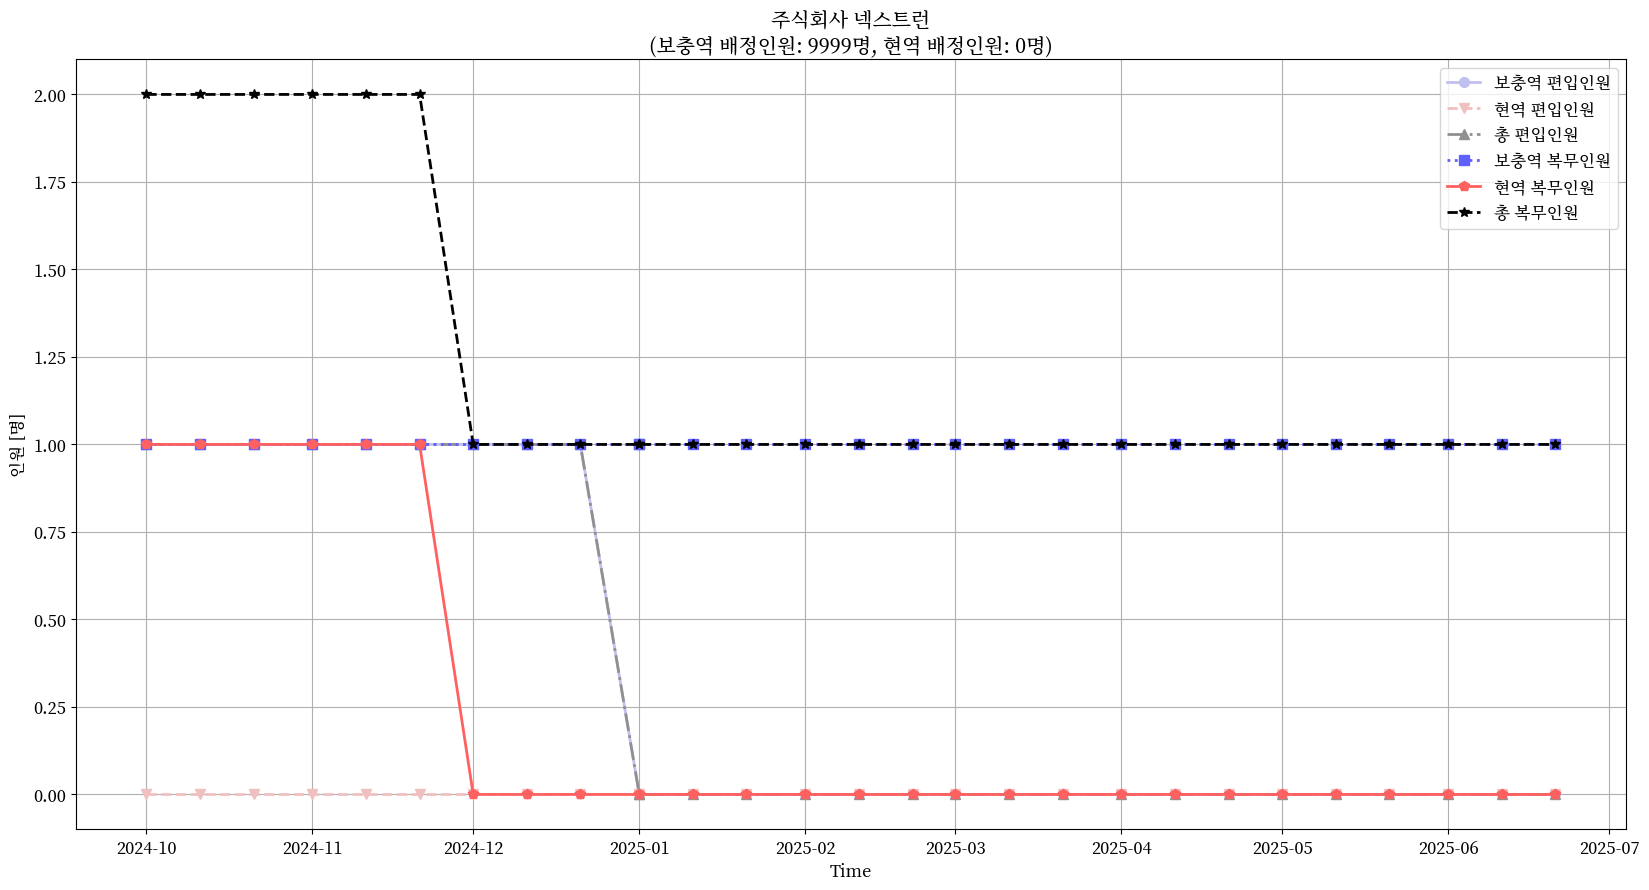 주식회사 넥스트런
(보충역 배정인원: 9999명, 현역 배정인원: 0명)
보충역 편입인원
현역 편입인원
총 편입인원
보충역 복무인원
현역 복무인원
총 복무인원
인원 [명]
2.00
1.75
1.50
1.25
1.00
0.75
0.50
0.25
0.00
2024-10
2024-11
2024-12
2025-01
2025-02
2025-03
2025-04
2025-05
2025-06
2025-07
Time